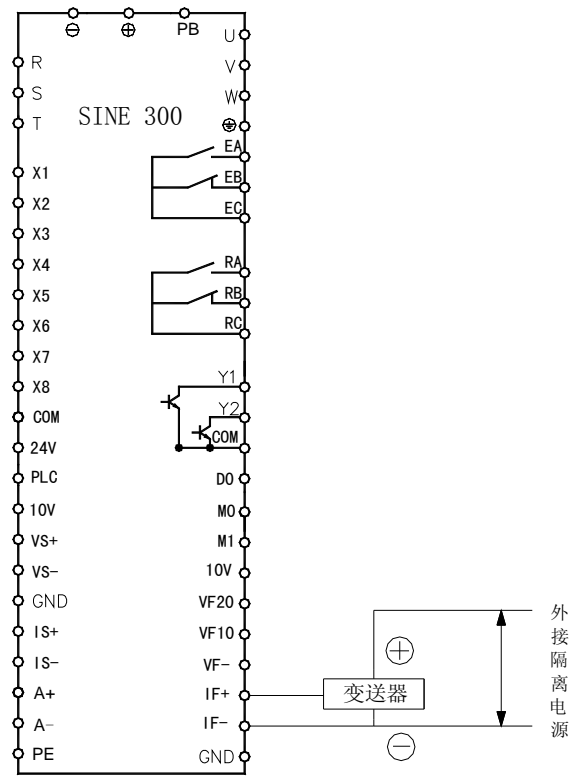 ⊖ ⊕ PB
U
V
W
R
S
T
SINE 300
EA
EB
EC
X1
X2
X3
X4
X5
X6
X7
X8
COM
24V
PLC
10V
VS+
VS-
GND
IS+
IS-
A+
A-
PE
RA
RB
RC
Y1
Y2
COM
DO
MO
M1
10V
VF20
VF10
VF-
IF+
IF-
GND
变送器
外接隔离电源